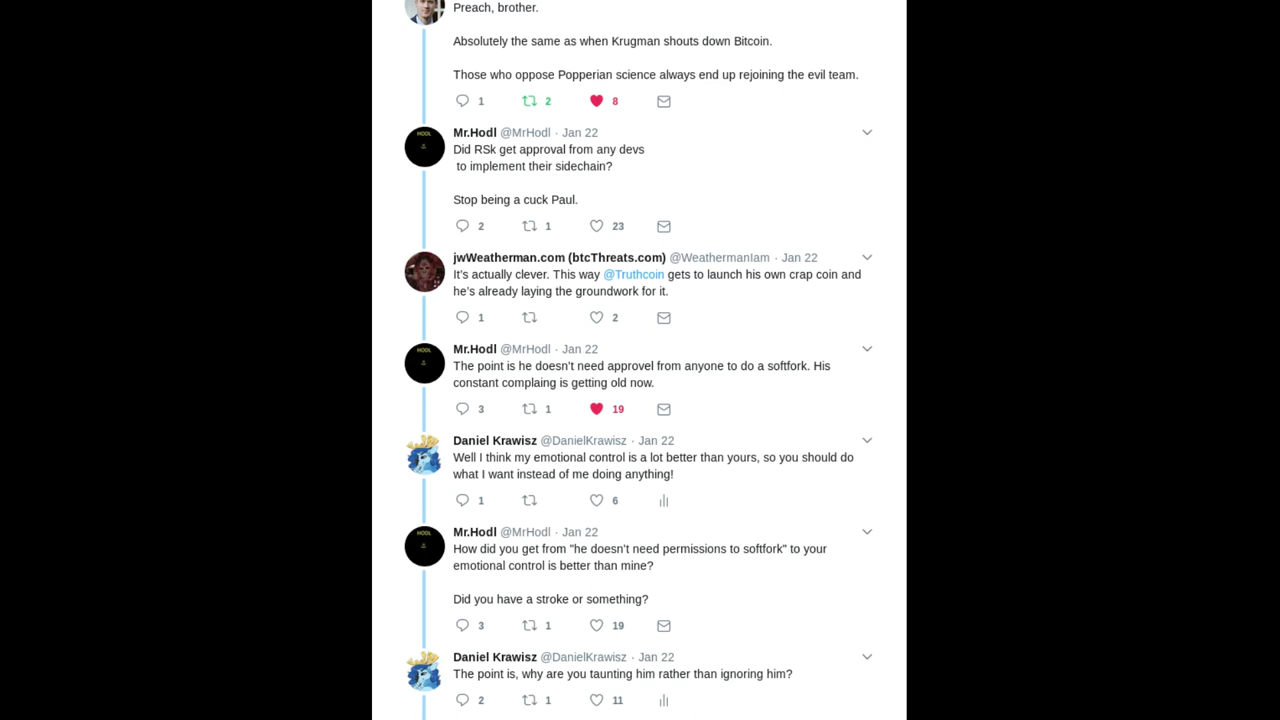 Preach, brother.
Absolutely the same as when Krugman shouts down Bitcoin.
Those who oppose Popperian science always end up rejoining the evil team.
1 2 8
Mr.Hodl @MrHodl · Jan 22
HODL
Did RSk get approval from any devs
to implement their sidechain?
Stop being a cuck Paul.
2 1 23
jwWeatherman.com (btcThreats.com) @WeathermanIam · Jan 22
It's actually clever. This way @Truthcoin gets to launch his own crap coin and
he's already laying the groundwork for it.
1 2
Mr.Hodl @MrHodl · Jan 22
HODL
The point is he doesn't need approvel from anyone to do a softfork. His
constant complaing is getting old now.
3 1 19
Daniel Krawisz @DanielKrawisz · Jan 22
Well I think my emotional control is a lot better than yours, so you should do
what I want instead of me doing anything!
1 6
Mr.Hodl @MrHodl · Jan 22
HODL
How did you get from "he doesn't need permissions to softfork" to your
emotional control is better than mine?
Did you have a stroke or something?
3 1 19
Daniel Krawisz @DanielKrawisz · Jan 22
The point is, why are you taunting him rather than ignoring him?
2 1 11